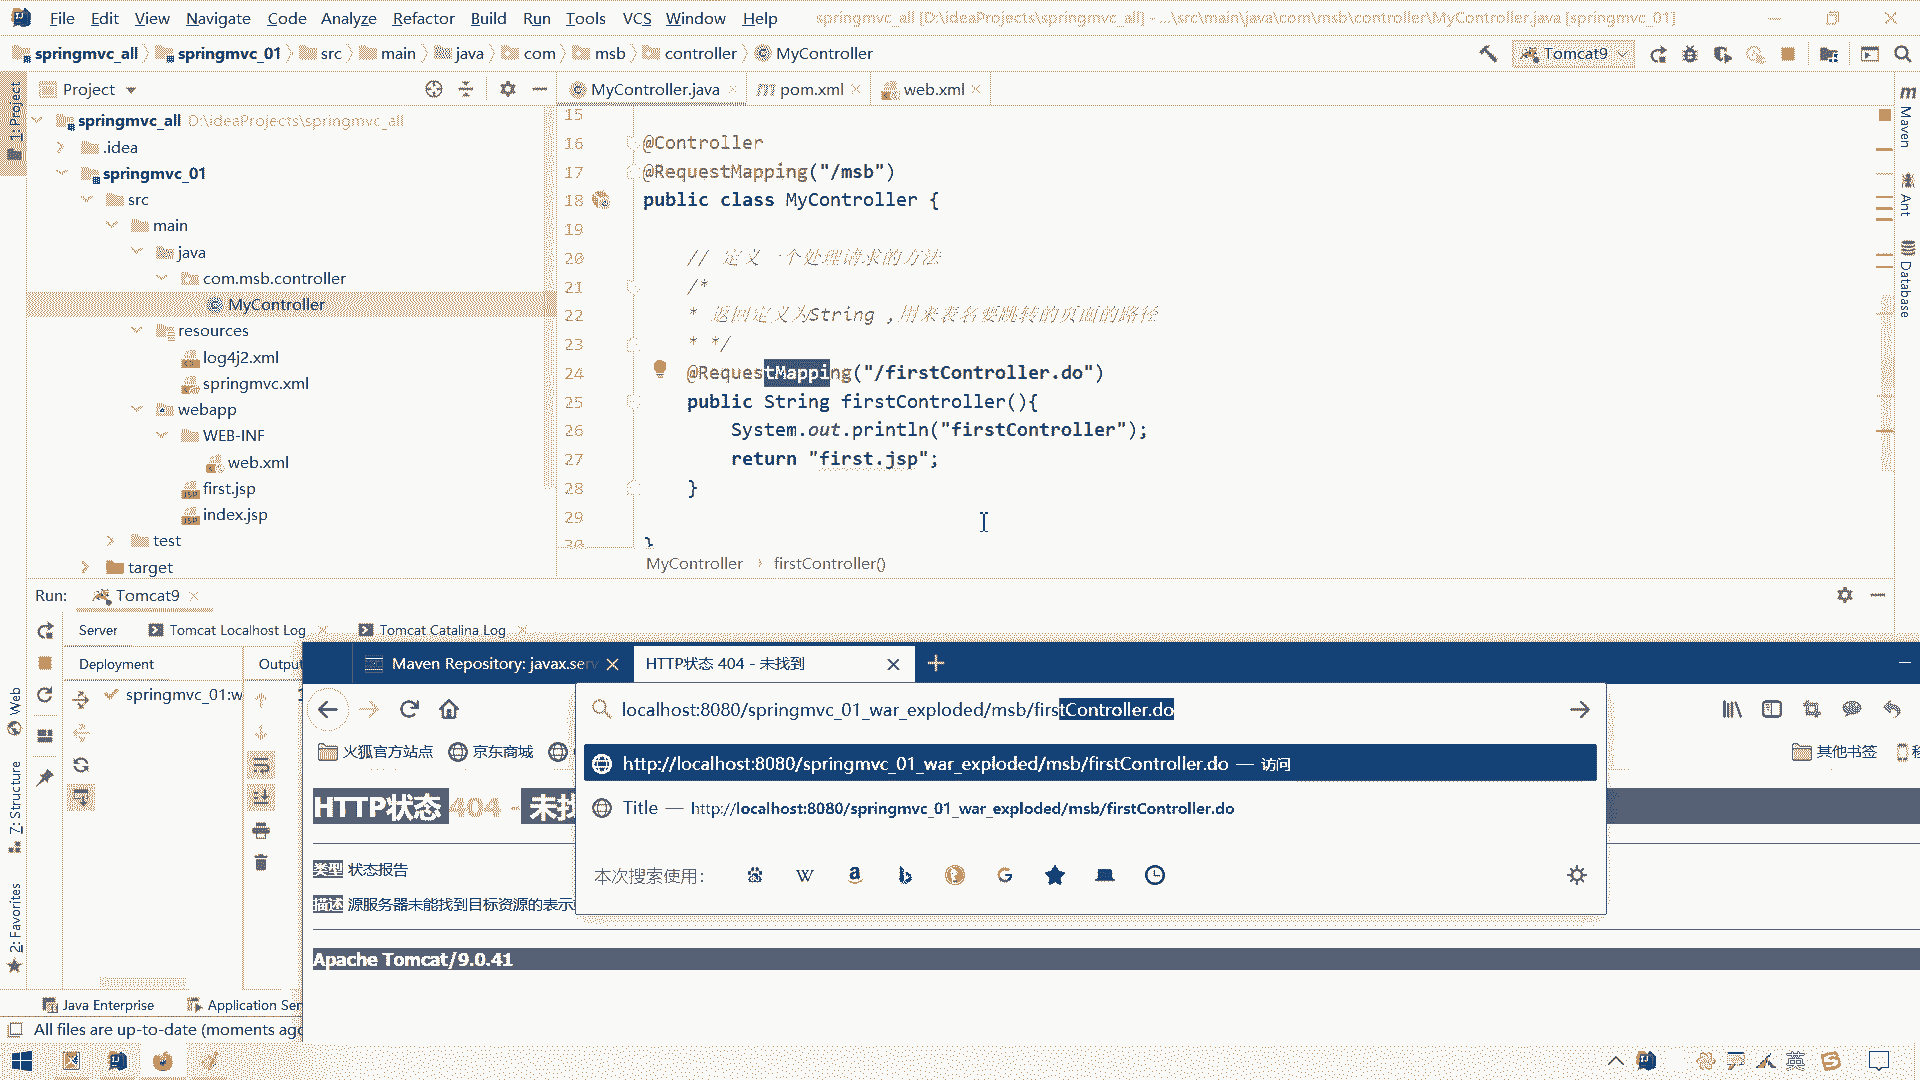 File Edit View Navigate Code Analyze Refactor Build Run Tools VCS Window Help springmvc_all [D:\ideaProjects\springmvc_all] - ...\src\main\java\com\msb\controller\MyController.java [springmvc_01]
springmvc_all springmvc_01 src main java com msb controller MyController Tomcat9
Project
MyController.java pom.xml web.xml
1: Project
springmvc_all D:\ideaProjects\springmvc_all
.idea
springmvc_01
src
main
java
com.msb.controller
MyController
resources
log4j2.xml
springmvc.xml
webapp
WEB-INF
web.xml
first.jsp
index.jsp
test
target
15
16 @Controller
17 @RequestMapping("/msb")
18 public class MyController {
19
20 // 定义一个处理请求的方法
21 /*
22 * 返回定义为String ,用来表名要跳转的页面的路径
23 * */
24 @RequestMapping("/firstController.do")
25 public String firstController(){
26 System.out.println("firstController");
27 return "first.jsp";
28 }
29
30 }
MyController › firstController()
Maven
Ant
Database
Run: Tomcat9
Server Tomcat Localhost Log Tomcat Catalina Log
Deployment
springmvc_01:w
Web
7: Structure
2: Favorites
Maven Repository: javax.serv
HTTP状态 404 - 未找到
localhost:8080/springmvc_01_war_exploded/msb/firstController.do
火狐官方站点 京东商城 其他书签
http://localhost:8080/springmvc_01_war_exploded/msb/firstController.do — 访问
Title — http://localhost:8080/springmvc_01_war_exploded/msb/firstController.do
本次搜索使用:
HTTP状态 404 - 未找
类型 状态报告
描述 源服务器未能找到目标资源的表示
Apache Tomcat/9.0.41
Java Enterprise Application Ser
All files are up-to-date (moments ago
英